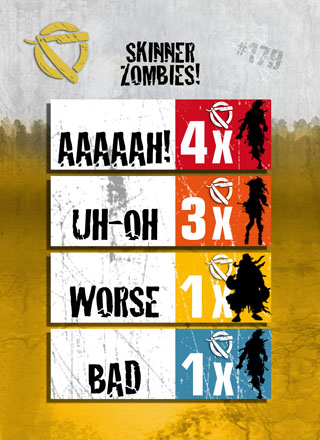 SKINNER
ZOMBIES!
#179
AAAAAH! 4X
UH-OH 3X
WORSE 1X
BAD 1X